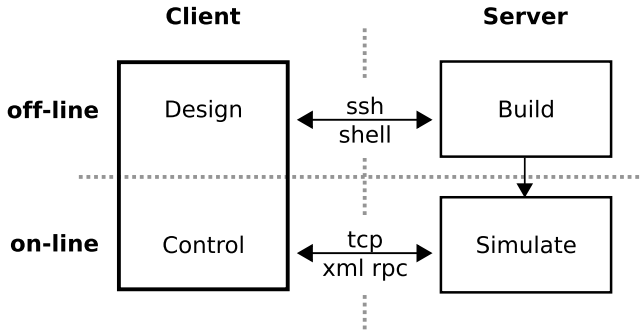 Client
Server
off-line
Design
ssh
shell
Build
on-line
Control
tcp
xml rpc
Simulate